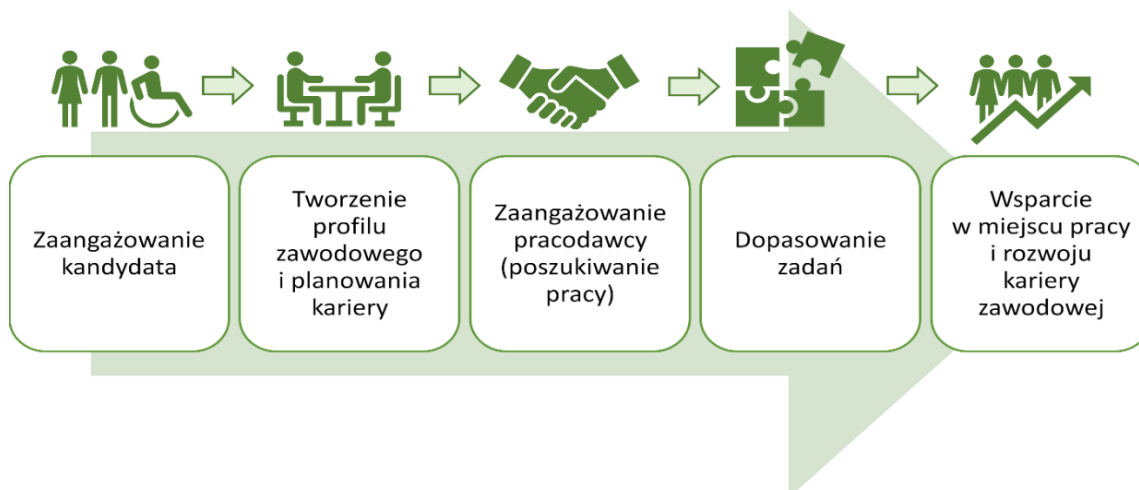 Zaangażowanie
kandydata
Tworzenie
profilu
zawodowego
i planowania
kariery
Zaangażowanie
pracodawcy
(poszukiwanie
pracy)
Dopasowanie
zadań
Wsparcie
w miejscu pracy
i rozwoju
kariery
zawodowej